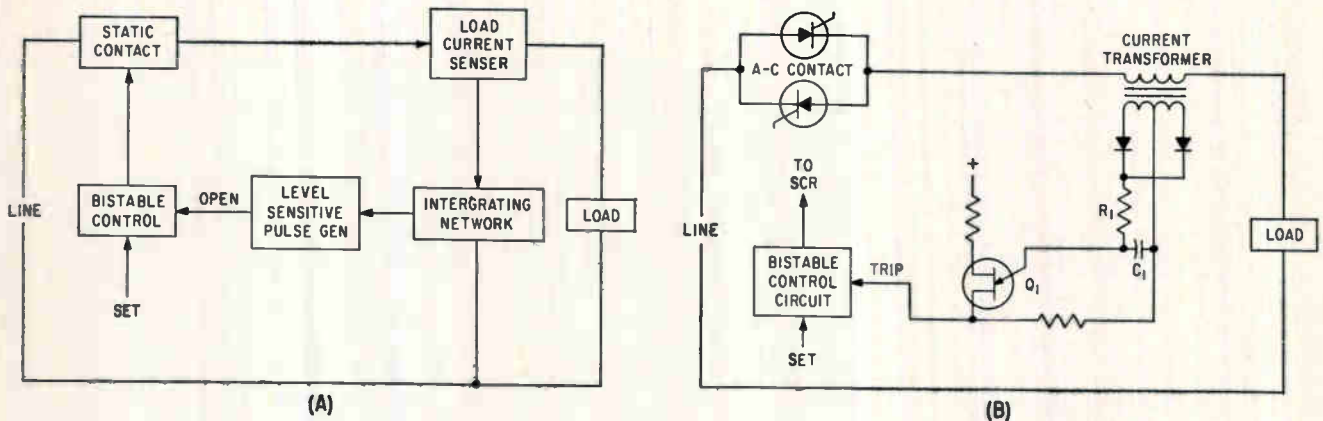 STATIC
CONTACT
LOAD
CURRENT
SENSER
LINE
BISTABLE
CONTROL
OPEN
LEVEL
SENSITIVE
PULSE GEN
INTERGRATING
NETWORK
LOAD
SET
(A)
A-C CONTACT
CURRENT
TRANSFORMER
TO
SCR
+
R1
C1
LINE
BISTABLE
CONTROL
CIRCUIT
TRIP
Q1
LOAD
SET
(B)